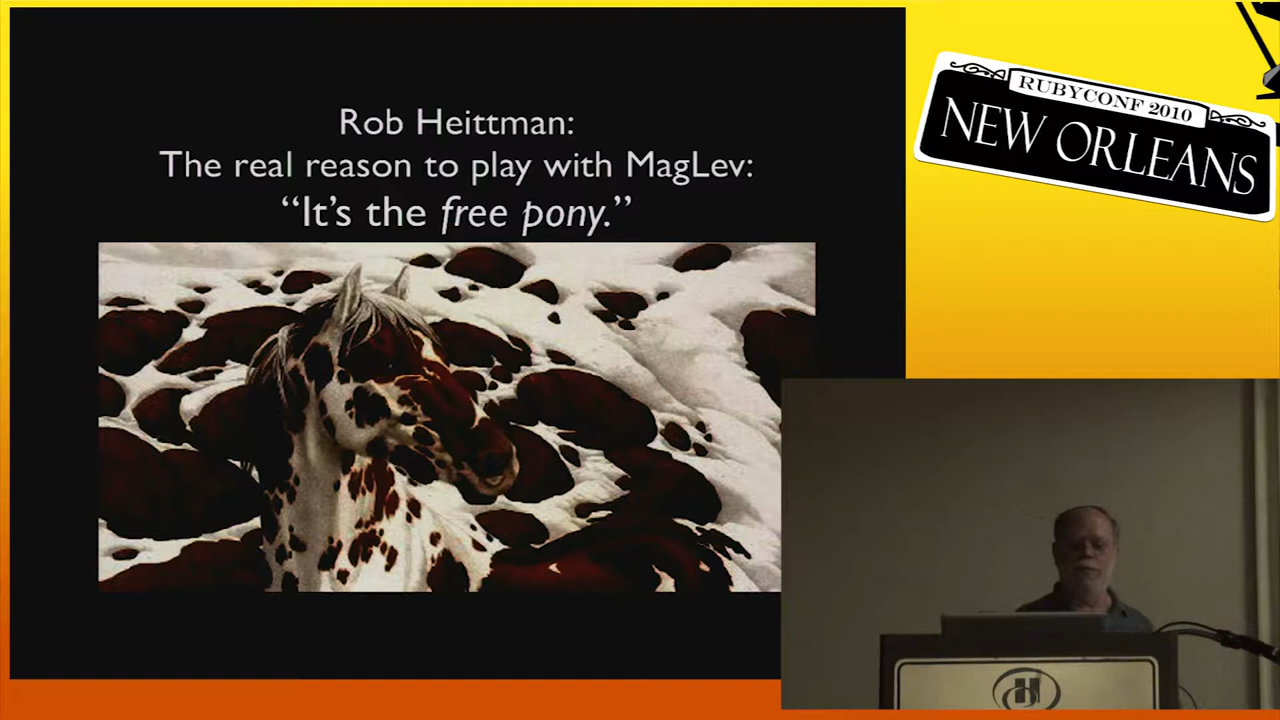 Rob Heittman:
The real reason to play with MagLev:
“It’s the free pony.”
RUBYCONF 2010
NEW ORLEANS
H